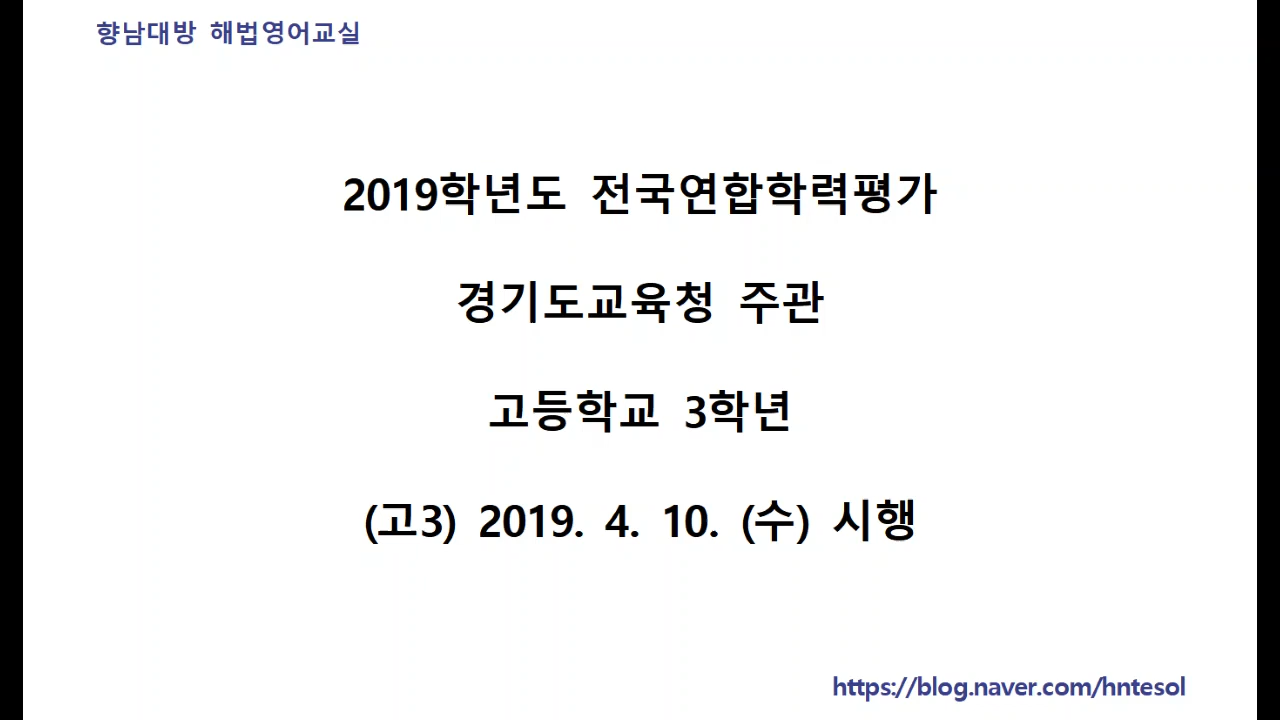 향남대방 해법영어교실
2019학년도 전국연합학력평가
경기도교육청 주관
고등학교 3학년
(고3) 2019. 4. 10. (수) 시행
https://blog.naver.com/hntesol